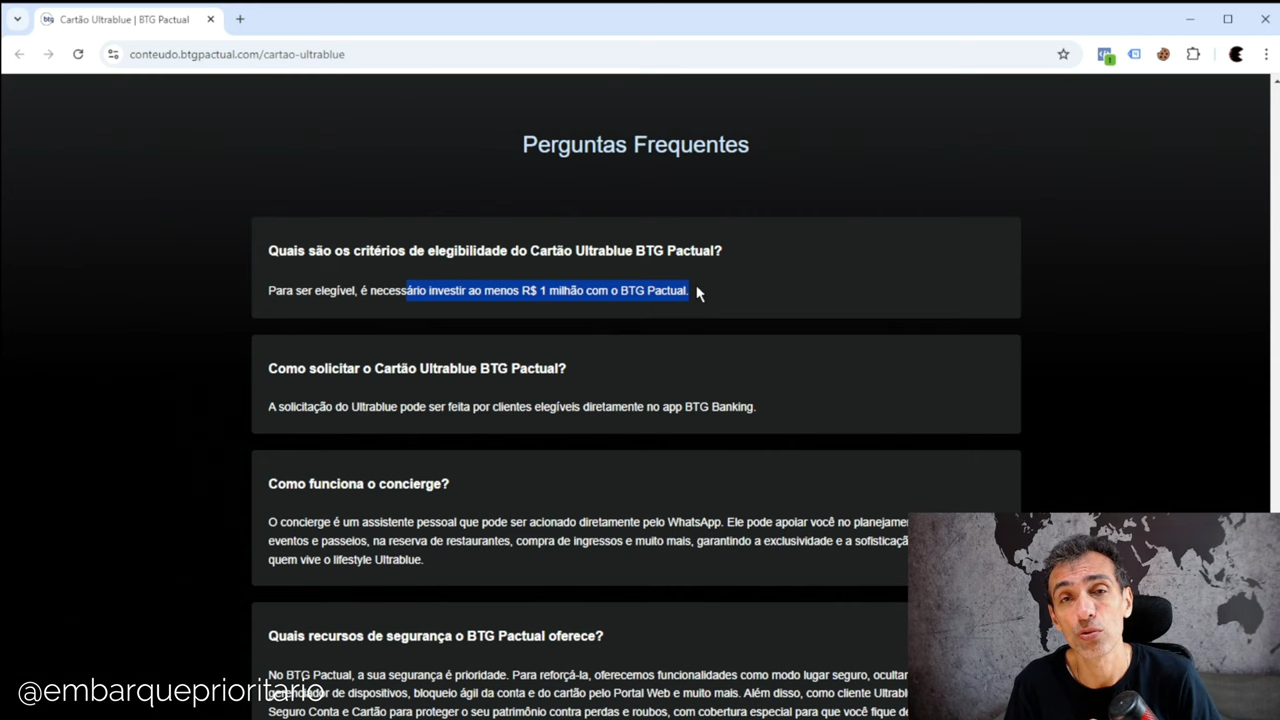 Cartão Ultrablue | BTG Pactual
conteudo.btgpactual.com/cartao-ultrablue
1
Perguntas Frequentes
Quais são os critérios de elegibilidade do Cartão Ultrablue BTG Pactual?
Para ser elegível, é necessário investir ao menos R$ 1 milhão com o BTG Pactual.
Como solicitar o Cartão Ultrablue BTG Pactual?
A solicitação do Ultrablue pode ser feita por clientes elegíveis diretamente no app BTG Banking.
Como funciona o concierge?
O concierge é um assistente pessoal que pode ser acionado diretamente pelo WhatsApp. Ele pode apoiar você no planejam
eventos e passeios, na reserva de restaurantes, compra de ingressos e muito mais, garantindo a exclusividade e a sofisticaç
quem vive o lifestyle Ultrablue.
Quais recursos de segurança o BTG Pactual oferece?
No BTG Pactual, a sua segurança é prioridade. Para reforçá-la, oferecemos funcionalidades como modo lugar seguro, ocultar
de dispositivos, bloqueio ágil da conta e do cartão pelo Portal Web e muito mais. Além disso, como cliente Ultrabl
Seguro Conta e Cartão para proteger o seu patrimônio contra perdas e roubos, com cobertura especial para que você fique de
@embarqueprioritario